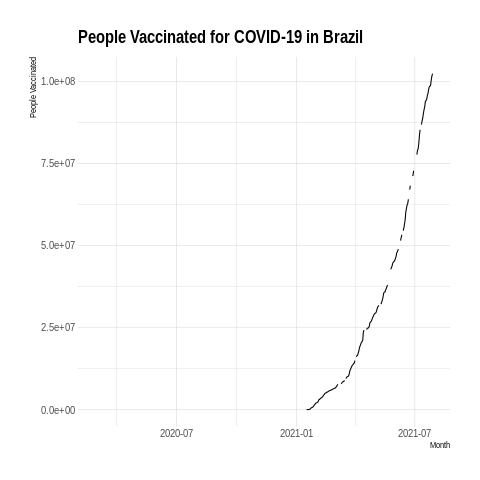 People Vaccinated for COVID-19 in Brazil
People Vaccinated
1.0e+08
7.5e+07
5.0e+07
2.5e+07
0.0e+00
2020-07
2021-01
2021-07
Month